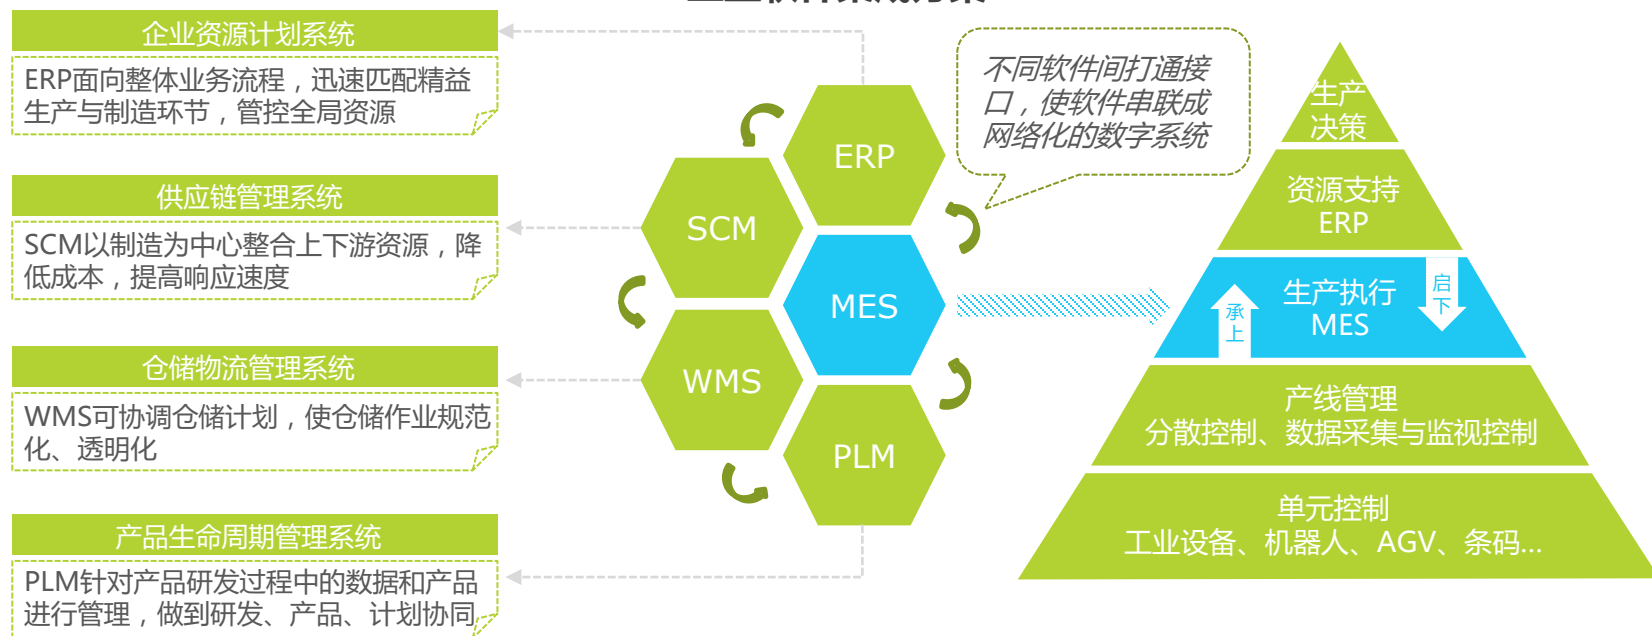 企业资源计划系统
ERP面向整体业务流程，迅速匹配精益
生产与制造环节，管控全局资源
供应链管理系统
SCM以制造为中心整合上下游资源，降
低成本，提高响应速度
仓储物流管理系统
WMS可协调仓储计划，使仓储作业规范
化、透明化
产品生命周期管理系统
PLM针对产品研发过程中的数据和产品
进行管理，做到研发、产品、计划协同
ERP
SCM
MES
WMS
PLM
不同软件间打通接
口，使软件串联成
网络化的数字系统
生产
决策
资源支持
ERP
生产执行
MES
承
上
启
下
产线管理
分散控制、数据采集与监视控制
单元控制
工业设备、机器人、AGV、条码...